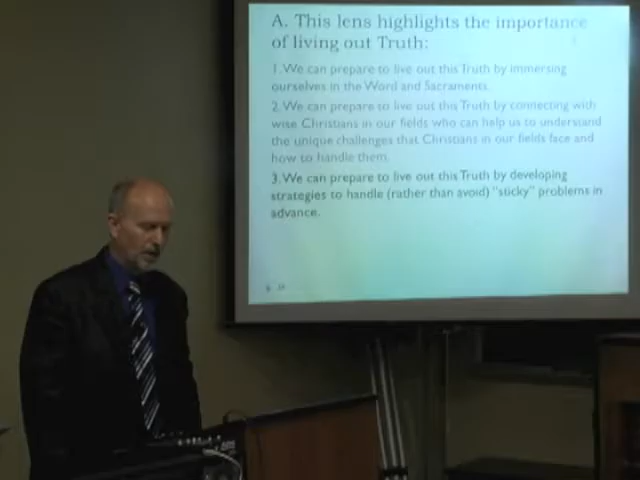 A. This lens highlights the importance
of living out Truth:
1. We can prepare to live out this Truth by immersing
ourselves in the Word and Sacraments.
2. We can prepare to live out this Truth by connecting with
wise Christians in our fields who can help us to understand
the unique challenges that Christians in our fields face and
how to handle them.
3. We can prepare to live out this Truth by developing
strategies to handle (rather than avoid) "sticky" problems in
advance.